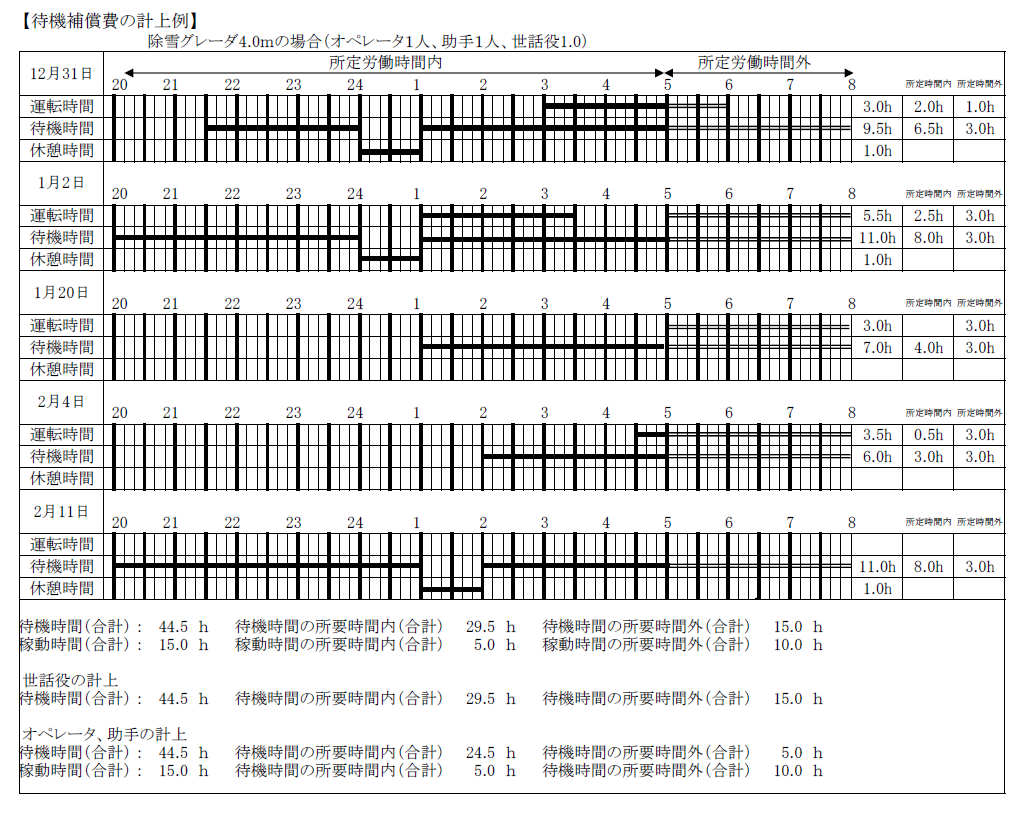 【待機補償費の計上例】
除雪グレーダ4.0mの場合（オペレータ1人、助手1人、世話役1.0）
12月31日 所定労働時間内 所定労働時間外
20 21 22 23 24 1 2 3 4 5 6 7 8 所定時間内 所定時間外
運転時間 3.0h 2.0h 1.0h
待機時間 9.5h 6.5h 3.0h
休憩時間 1.0h
1月2日
20 21 22 23 24 1 2 3 4 5 6 7 8 所定時間内 所定時間外
運転時間 5.5h 2.5h 3.0h
待機時間 11.0h 8.0h 3.0h
休憩時間 1.0h
1月20日
20 21 22 23 24 1 2 3 4 5 6 7 8 所定時間内 所定時間外
運転時間 3.0h 3.0h
待機時間 7.0h 4.0h 3.0h
休憩時間
2月4日
20 21 22 23 24 1 2 3 4 5 6 7 8 所定時間内 所定時間外
運転時間 3.5h 0.5h 3.0h
待機時間 6.0h 3.0h 3.0h
休憩時間
2月11日
20 21 22 23 24 1 2 3 4 5 6 7 8 所定時間内 所定時間外
運転時間
待機時間 11.0h 8.0h 3.0h
休憩時間 1.0h
待機時間（合計）： 44.5 h 待機時間の所要時間内（合計） 29.5 h 待機時間の所要時間外（合計） 15.0 h
稼動時間（合計）： 15.0 h 稼動時間の所要時間内（合計） 5.0 h 稼動時間の所要時間外（合計） 10.0 h
世話役の計上
待機時間（合計）： 44.5 h 待機時間の所要時間内（合計） 29.5 h 待機時間の所要時間外（合計） 15.0 h
オペレータ、助手の計上
待機時間（合計）： 44.5 h 待機時間の所要時間内（合計） 24.5 h 待機時間の所要時間外（合計） 5.0 h
稼動時間（合計）： 15.0 h 待機時間の所要時間内（合計） 5.0 h 待機時間の所要時間外（合計） 10.0 h